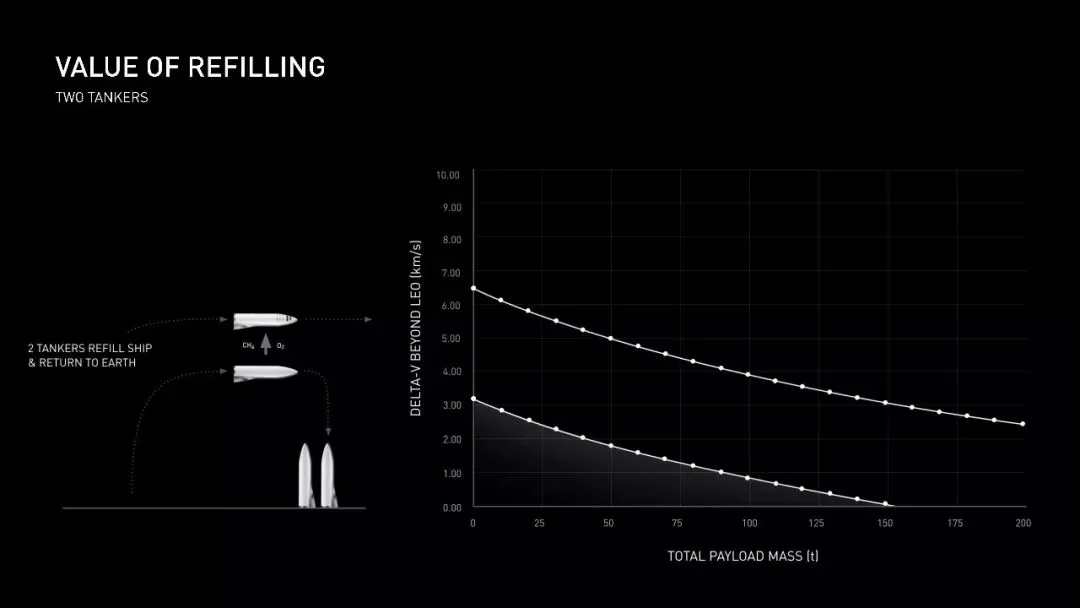 VALUE OF REFILLING
TWO TANKERS
2 TANKERS REFILL SHIP
& RETURN TO EARTH
CH₄ O₂
DELTA-V BEYOND LEO (km/s)
10.00
9.00
8.00
7.00
6.00
5.00
4.00
3.00
2.00
1.00
0.00
0 25 50 75 100 125 150 175 200
TOTAL PAYLOAD MASS (t)